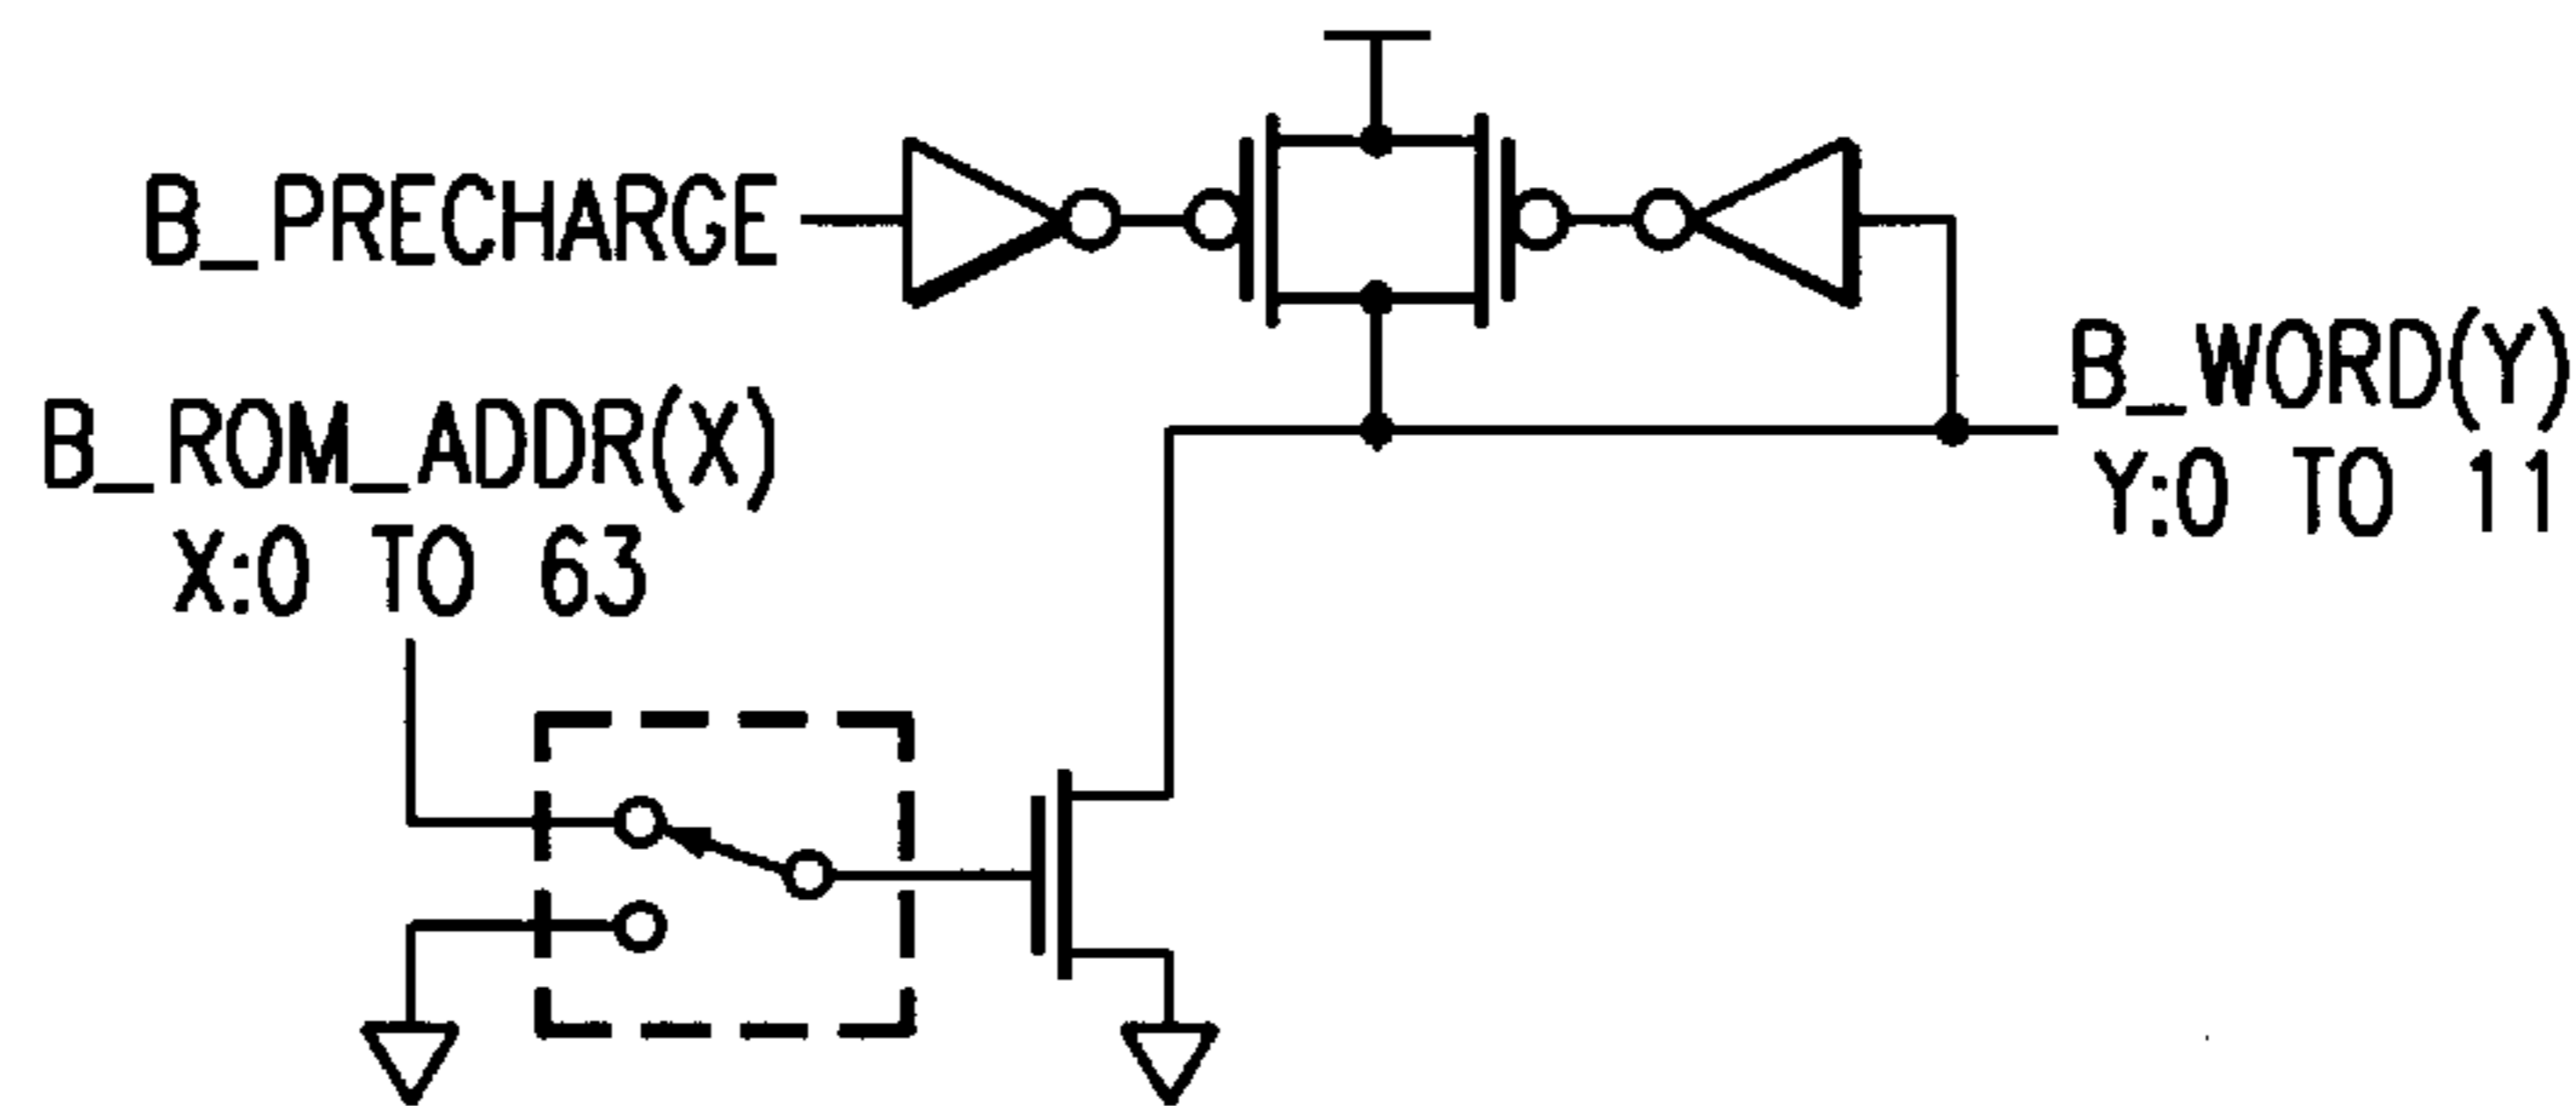 B_PRECHARGE
B_ROM_ADDR(X)
X:0 TO 63
B_WORD(Y)
Y:0 TO 11